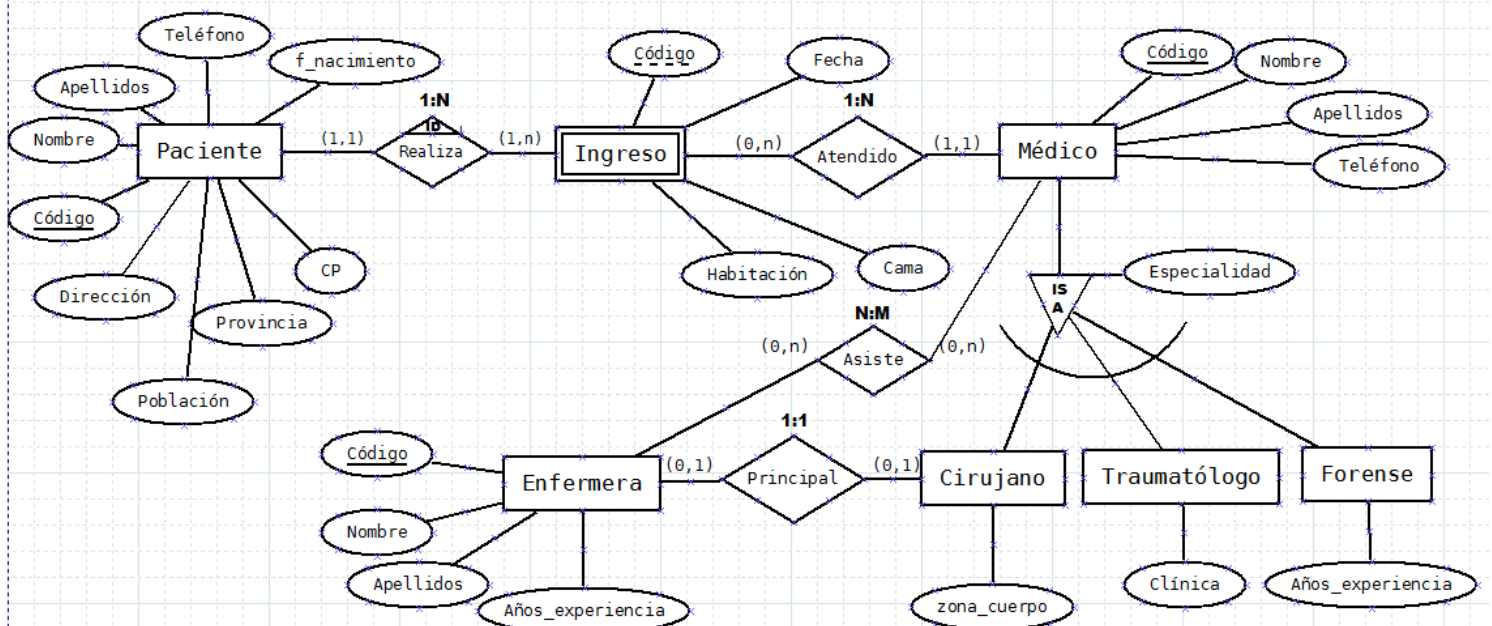 Teléfono
f_nacimiento
Apellidos
Nombre
Código
Dirección
Población
Provincia
CP
Paciente
(1,1)
1:N
ID
Realiza
(1,n)
Código
Fecha
Ingreso
Habitación
Cama
(0,n)
1:N
Atendido
(1,1)
Código
Nombre
Apellidos
Teléfono
Médico
IS
A
Especialidad
N:M
(0,n)
Asiste
(0,n)
Código
Nombre
Apellidos
Años_experiencia
Enfermera
(0,1)
1:1
Principal
(0,1)
Cirujano
zona_cuerpo
Traumatólogo
Clínica
Forense
Años_experiencia